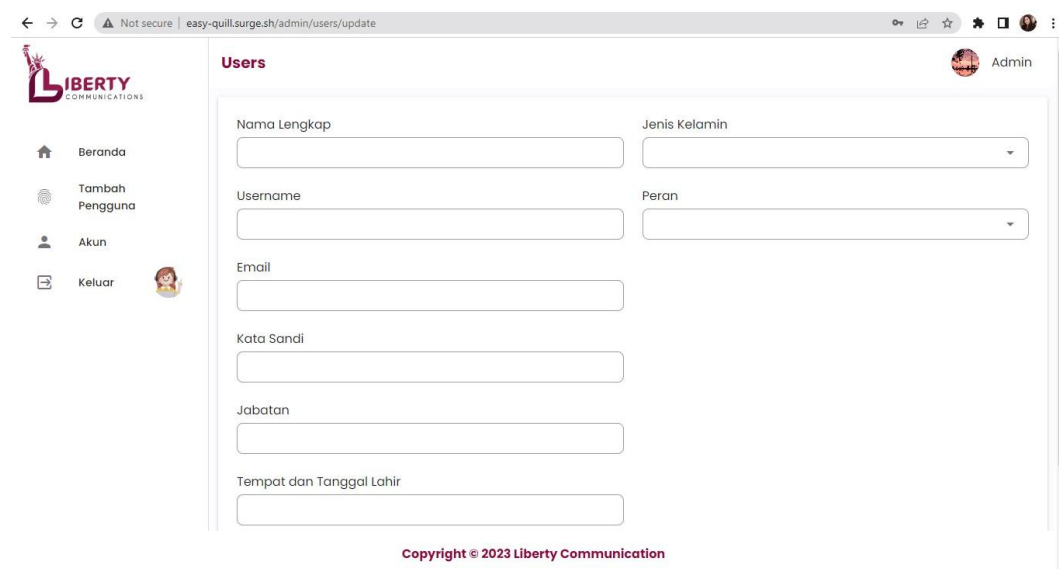 Not secure | easy-quill.surge.sh/admin/users/update
LIBERTY
COMMUNICATIONS
Users
Admin
Beranda
Tambah
Pengguna
Akun
Keluar
Nama Lengkap
Jenis Kelamin
Username
Peran
Email
Kata Sandi
Jabatan
Tempat dan Tanggal Lahir
Copyright © 2023 Liberty Communication